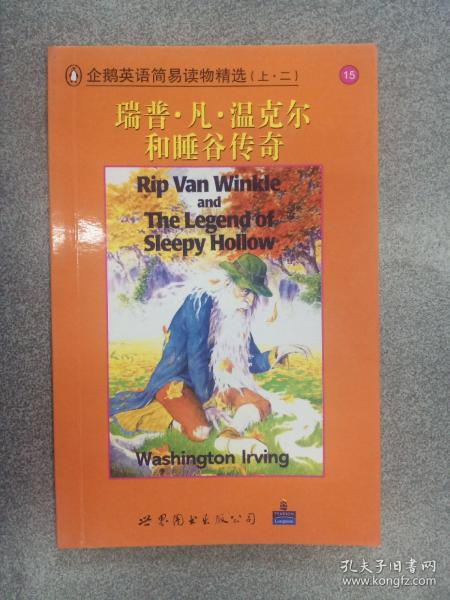 企鹅英语简易读物精选(上·二)
15
瑞普·凡·温克尔
和睡谷传奇
Rip Van Winkle
and
The Legend of
Sleepy Hollow
Washington Irving
世界图书出版公司
PEARSON
Longman
孔夫子旧书网
www.kongfz.com